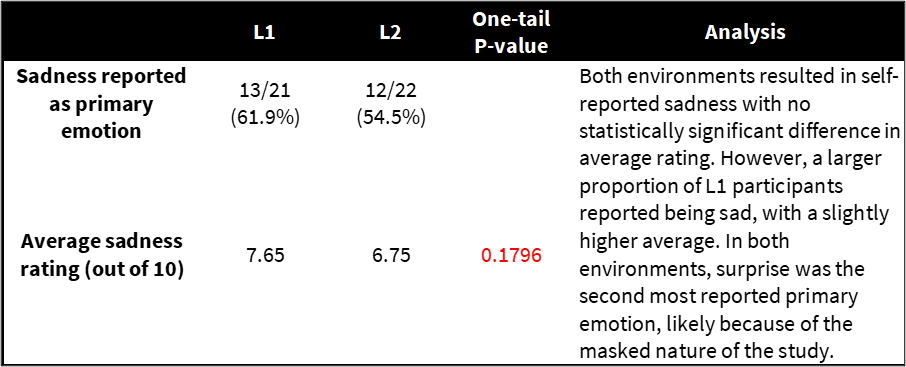 L1
L2
One-tail
P-value
Analysis
Sadness reported
as primary
emotion
13/21
(61.9%)
12/22
(54.5%)
Both environments resulted in self-
reported sadness with no
statistically significant difference in
average rating. However, a larger
proportion of L1 participants
reported being sad, with a slightly
higher average. In both
environments, surprise was the
second most reported primary
emotion, likely because of the
masked nature of the study.
Average sadness
rating (out of 10)
7.65
6.75
0.1796